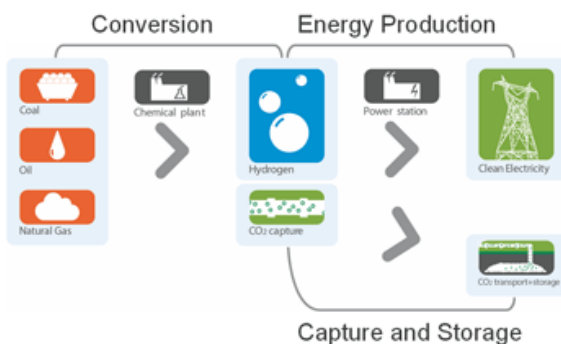 Conversion
Energy Production
Coal
Chemical plant
Oil
Natural Gas
Hydrogen
CO₂ capture
Power station
Clean Electricity
CO₂ transport+storage
Capture and Storage